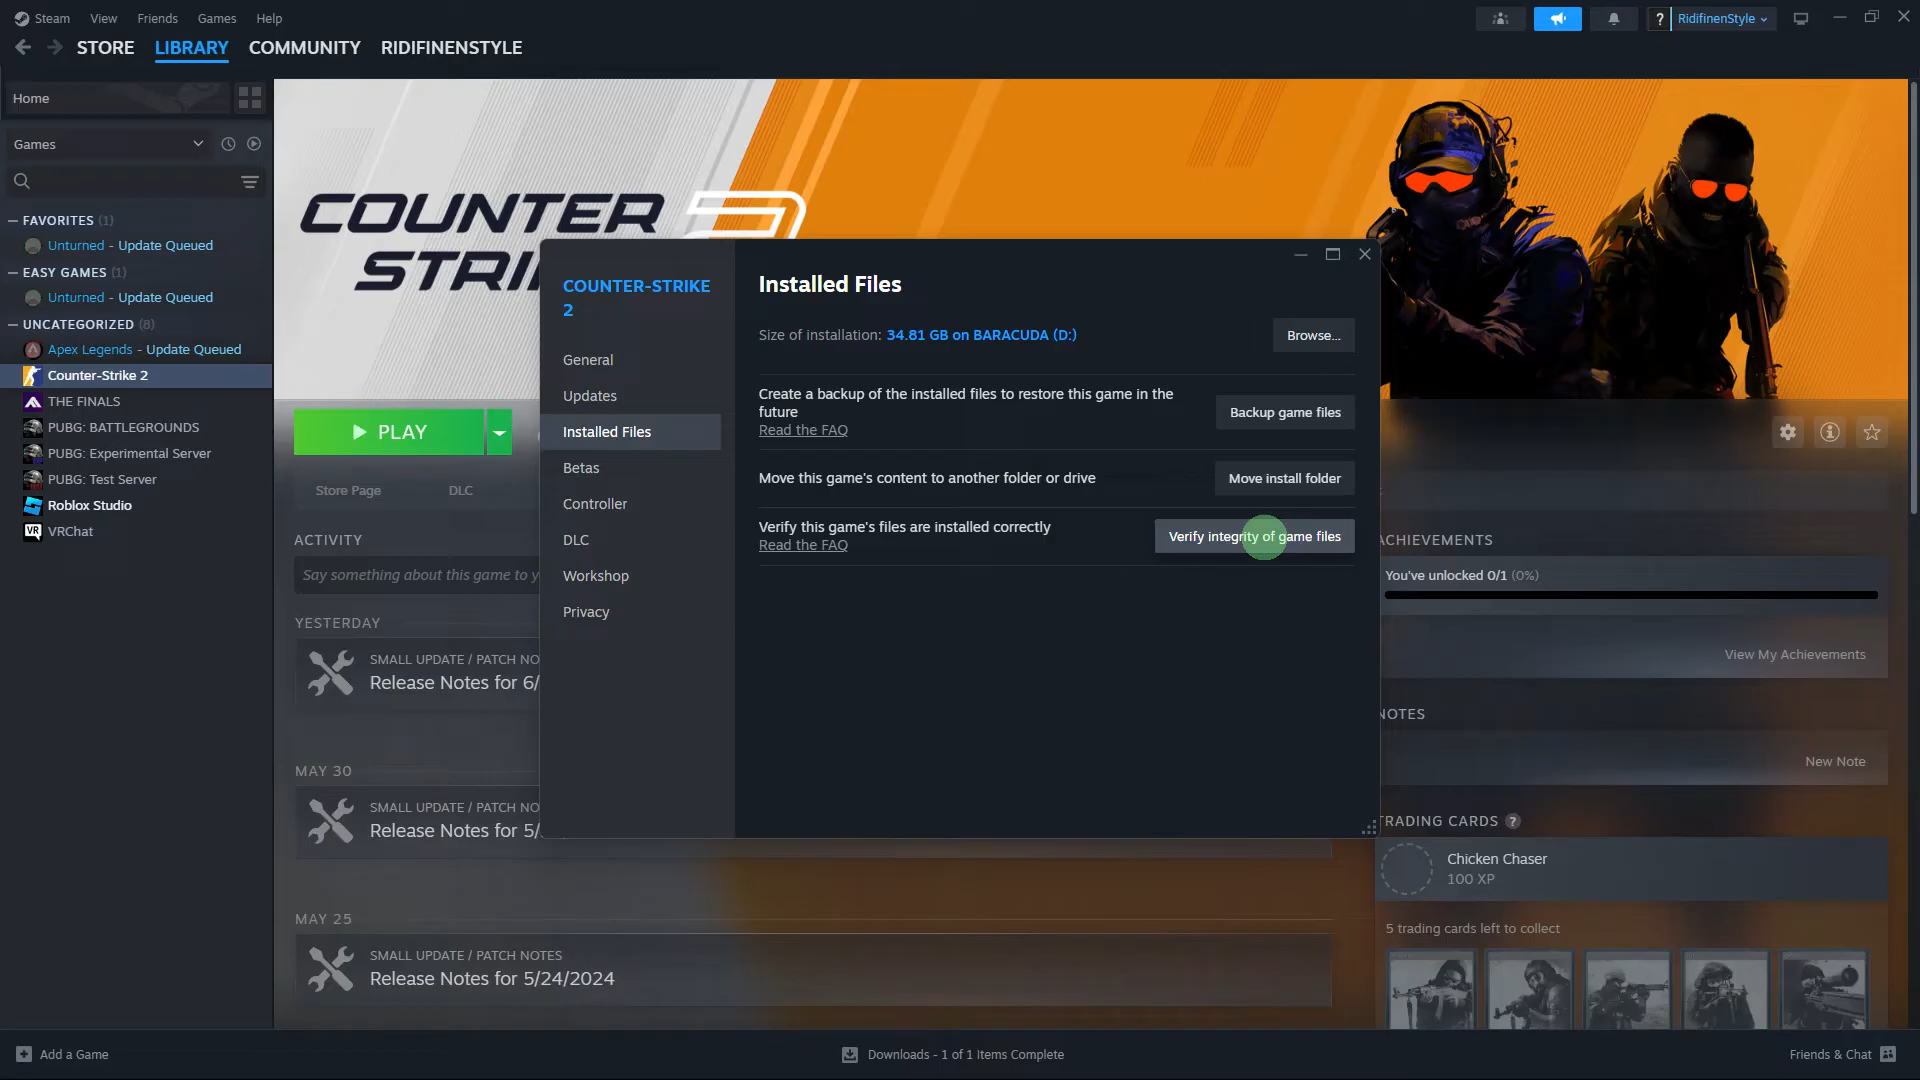 Steam View Friends Games Help
? RidifinenStyle
STORE LIBRARY COMMUNITY RIDIFINENSTYLE
Home
Games
FAVORITES (1)
Unturned - Update Queued
EASY GAMES (1)
Unturned - Update Queued
UNCATEGORIZED (8)
Apex Legends - Update Queued
Counter-Strike 2
THE FINALS
PUBG: BATTLEGROUNDS
PUBG: Experimental Server
PUBG: Test Server
Roblox Studio
VR VRChat
COUNTER
STRI
PLAY
Store Page DLC
ACTIVITY
Say something about this game to y
YESTERDAY
SMALL UPDATE / PATCH NO
Release Notes for 6/
MAY 30
SMALL UPDATE / PATCH NO
Release Notes for 5/
MAY 25
SMALL UPDATE / PATCH NOTES
Release Notes for 5/24/2024
COUNTER-STRIKE
2
General
Updates
Installed Files
Betas
Controller
DLC
Workshop
Privacy
Installed Files
Size of installation: 34.81 GB on BARACUDA (D:)
Browse...
Create a backup of the installed files to restore this game in the
future
Read the FAQ
Backup game files
Move this game's content to another folder or drive
Move install folder
Verify this game's files are installed correctly
Read the FAQ
Verify integrity of game files
ACHIEVEMENTS
You've unlocked 0/1 (0%)
View My Achievements
NOTES
New Note
TRADING CARDS ?
Chicken Chaser
100 XP
5 trading cards left to collect
Add a Game
Downloads - 1 of 1 Items Complete
Friends & Chat